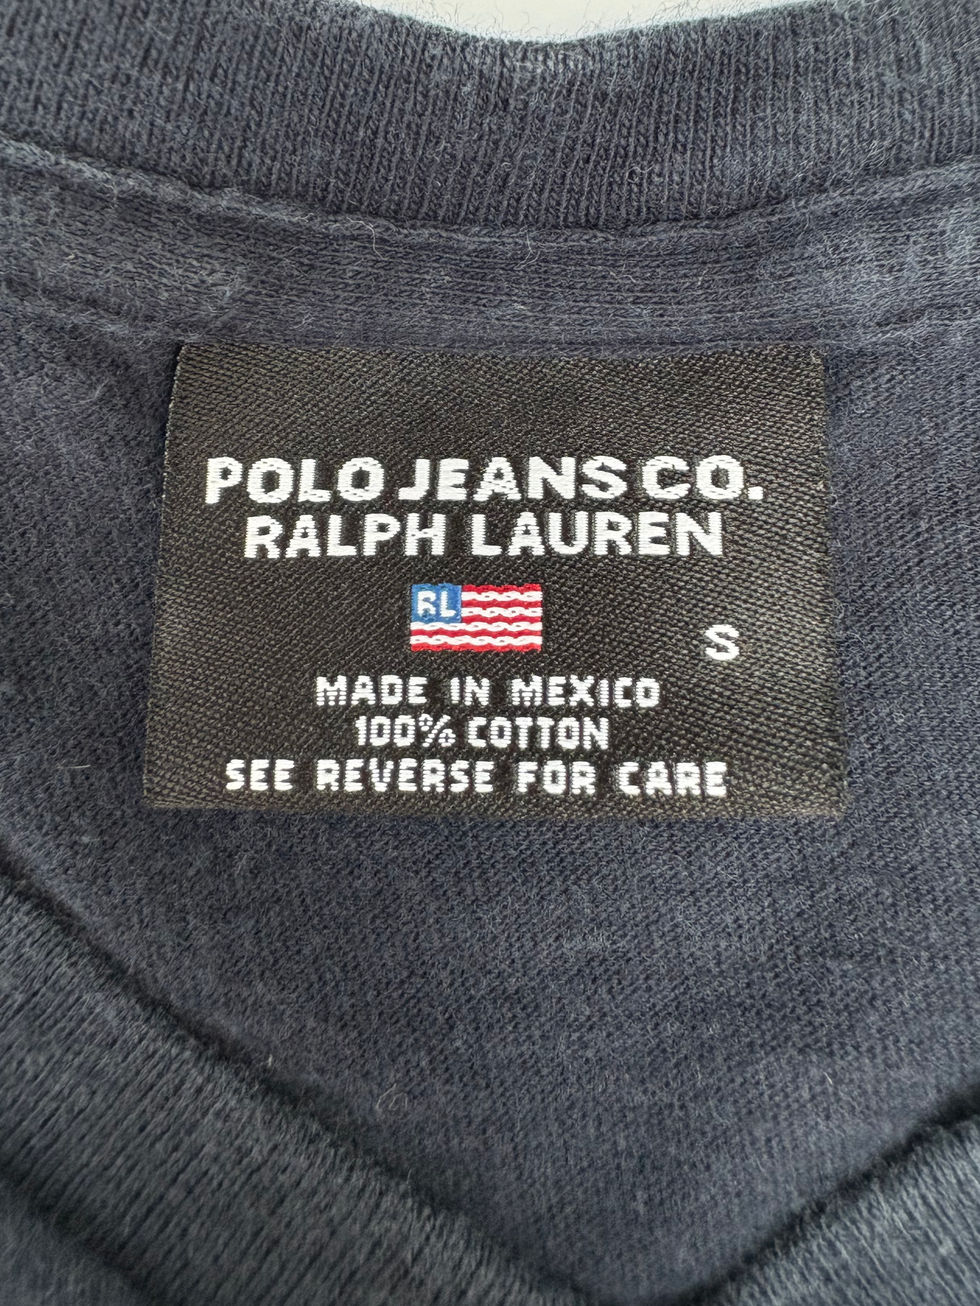 POLO JEANS CO.
RALPH LAUREN
RL
S
MADE IN MEXICO
100% COTTON
SEE REVERSE FOR CARE